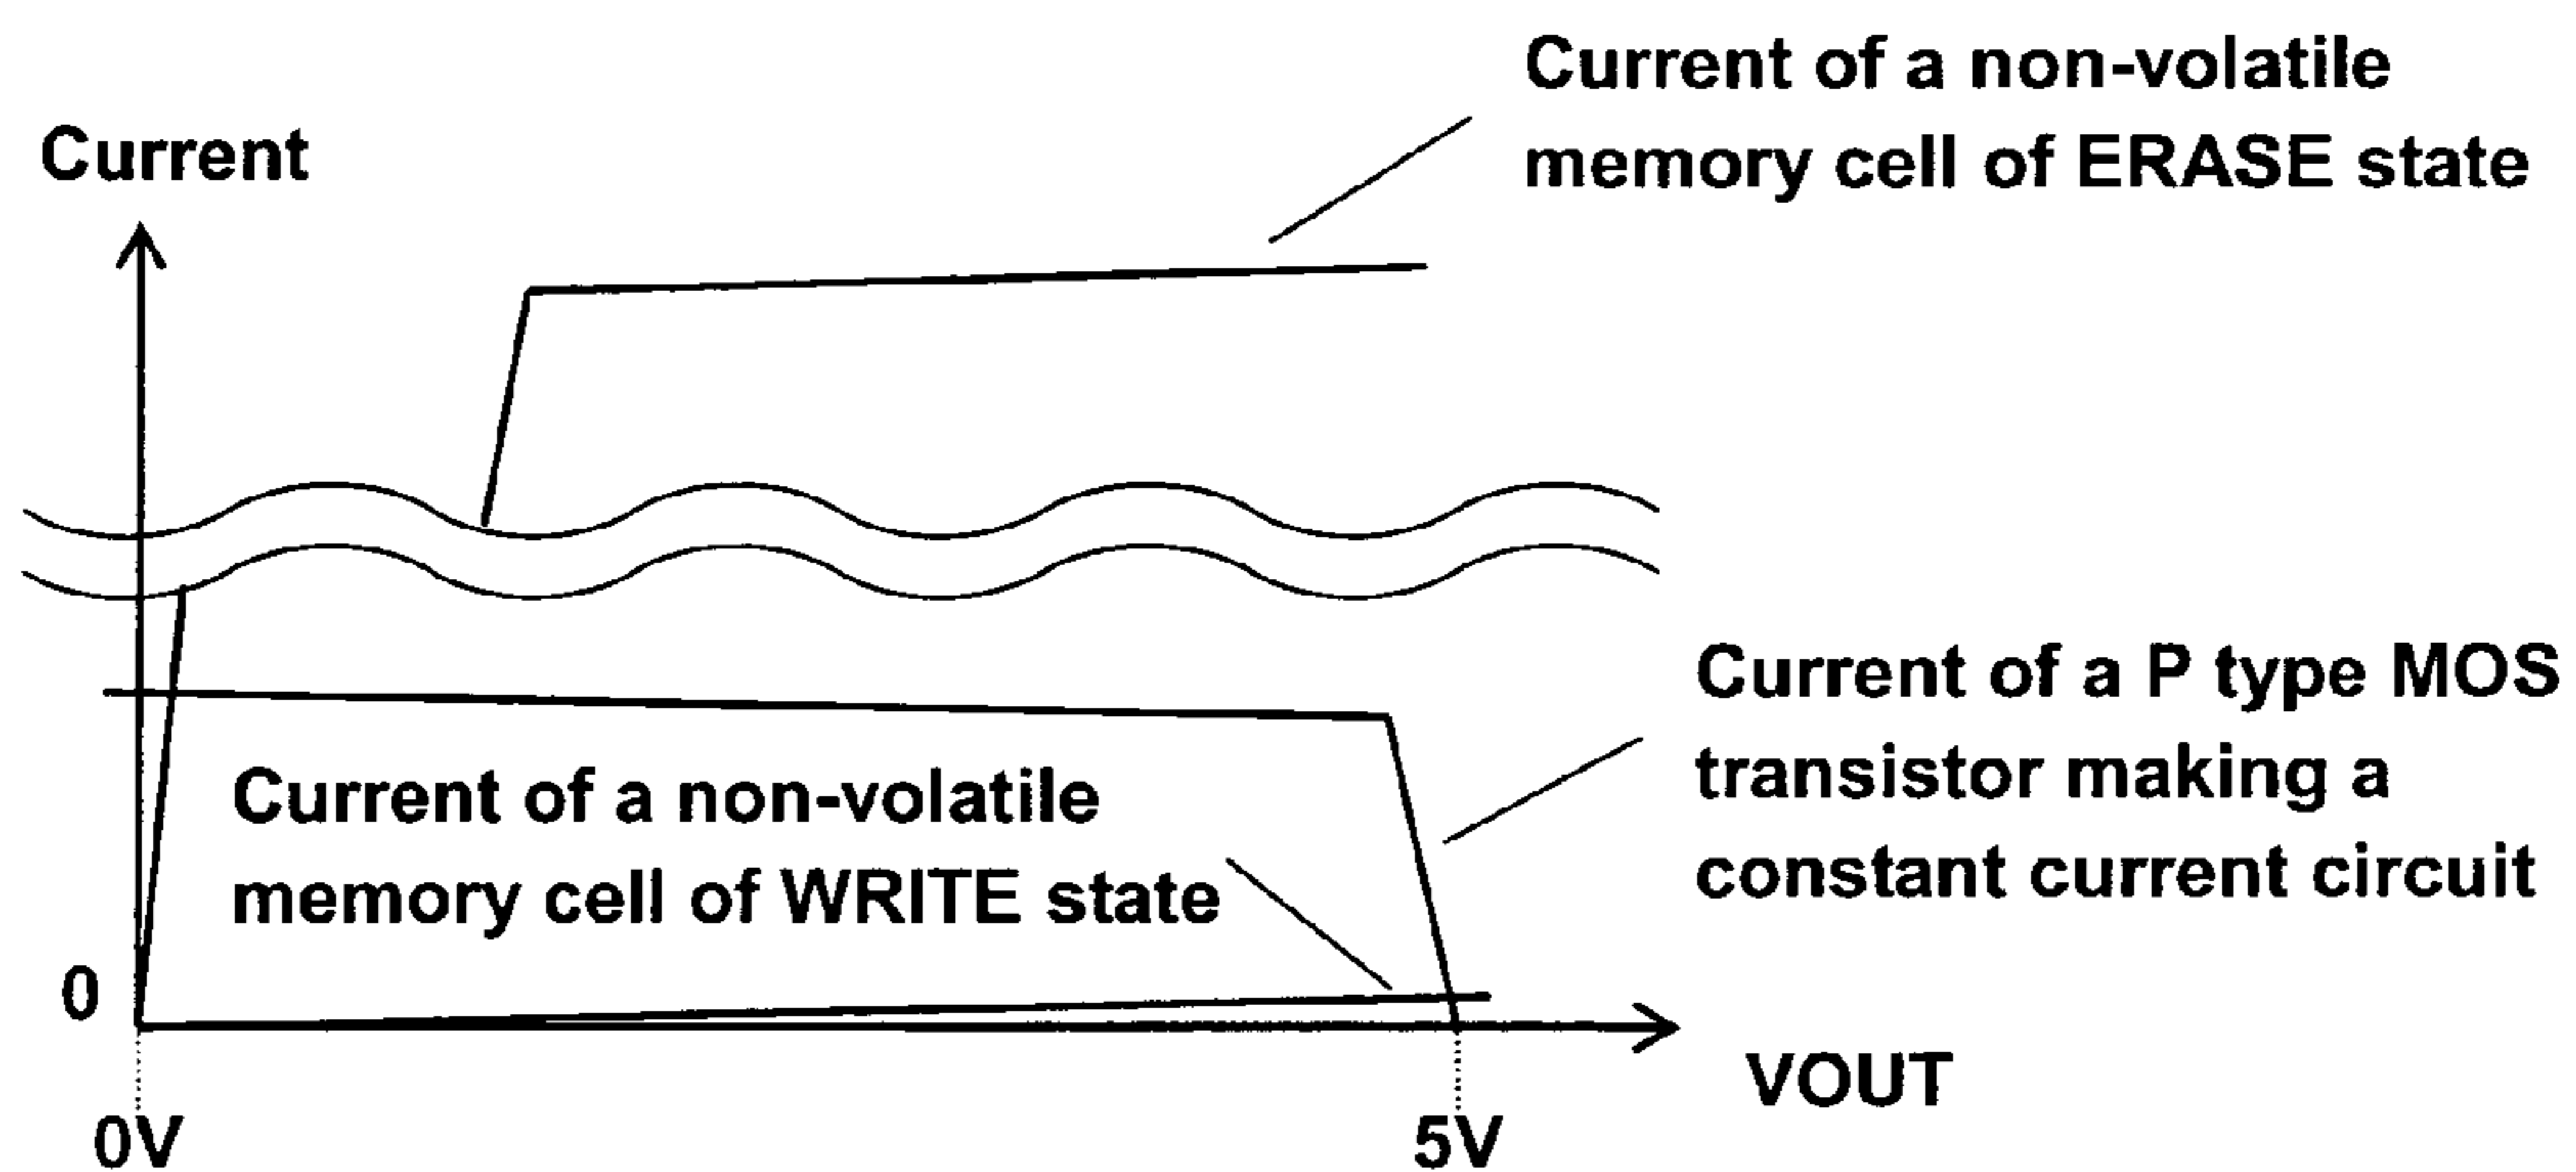 Current of a non-volatile
memory cell of ERASE state
Current
Current of a P type MOS
transistor making a
constant current circuit
Current of a non-volatile
memory cell of WRITE state
0
VOUT
0V
5V